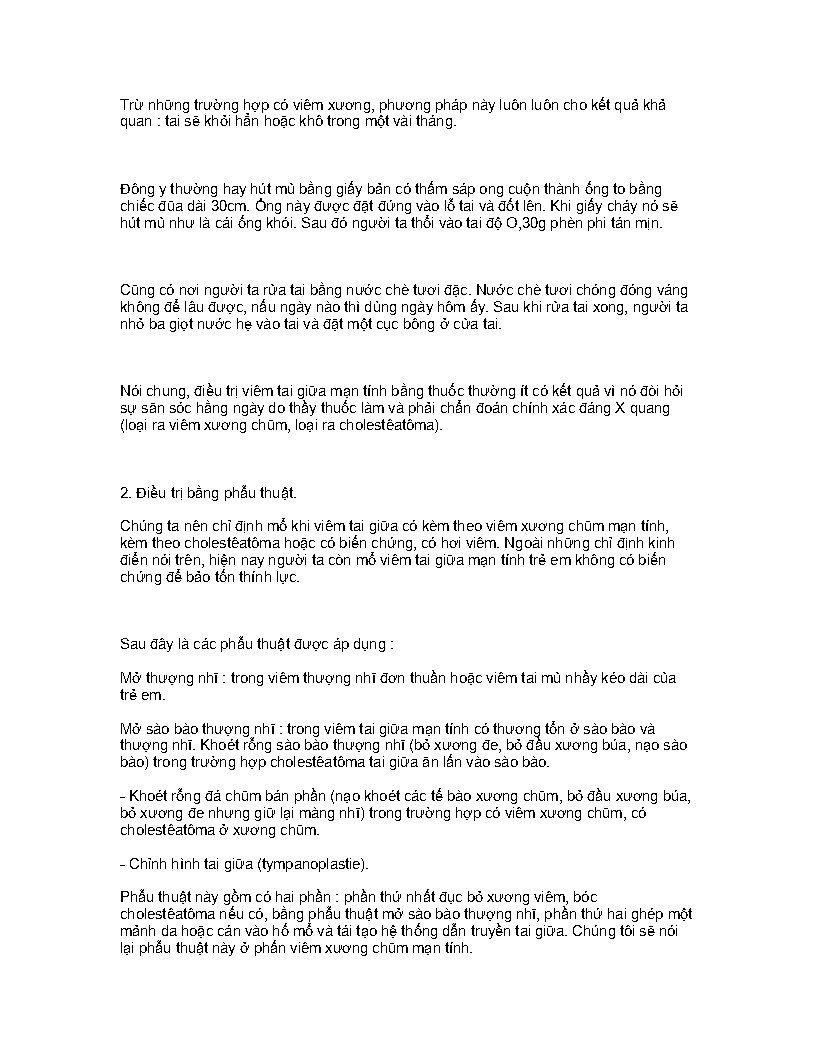 Trừ những trường hợp có viêm xương, phương pháp này luôn luôn cho kết quả khả
quan : tai sẽ khỏi hẳn hoặc khô trong một vài tháng.
Đông y thường hay hút mủ bằng giấy bản có thấm sáp ong cuộn thành ống to bằng
chiếc đũa dài 30cm. Ống này được đặt đứng vào lỗ tai và đốt lên. Khi giấy cháy nó sẽ
hút mủ như là cái ống khói. Sau đó người ta thổi vào tai độ O,30g phèn phi tán mịn.
Cũng có nơi người ta rửa tai bằng nước chè tươi đặc. Nước chè tươi chóng đóng váng
không để lâu được, nấu ngày nào thì dùng ngày hôm ấy. Sau khi rửa tai xong, người ta
nhỏ ba giọt nước hẹ vào tai và đặt một cục bông ở cửa tai.
Nói chung, điều trị viêm tai giữa mạn tính bằng thuốc thường ít có kết quả vì nó đòi hỏi
sự săn sóc hằng ngày do thầy thuốc làm và phải chẩn đoán chính xác đáng X quang
(loại ra viêm xương chũm, loại ra cholestêatôma).
2. Điều trị bằng phẫu thuật.
Chúng ta nên chỉ định mổ khi viêm tai giữa có kèm theo viêm xương chũm mạn tính,
kèm theo cholestêatôma hoặc có biến chứng, có hơi viêm. Ngoài những chỉ định kinh
điển nói trên, hiện nay người ta còn mổ viêm tai giữa mạn tính trẻ em không có biến
chứng để bảo tồn thính lực.
Sau đây là các phẫu thuật được áp dụng :
Mở thượng nhĩ : trong viêm thượng nhĩ đơn thuần hoặc viêm tai mủ nhầy kéo dài của
trẻ em.
Mở sào bào thượng nhĩ : trong viêm tai giữa mạn tính có thương tổn ở sào bào và
thượng nhĩ. Khoét rỗng sào bào thượng nhĩ (bỏ xương đe, bỏ đầu xương búa, nạo sào
bào) trong trường hợp cholestêatôma tai giữa ăn lấn vào sào bào.
- Khoét rỗng đá chũm bán phần (nạo khoét các tế bào xương chũm, bỏ đầu xương búa,
bỏ xương đe nhưng giữ lại màng nhĩ) trong trường hợp có viêm xương chũm, có
cholestêatôma ở xương chũm.
- Chỉnh hình tai giữa (tympanoplastie).
Phẫu thuật này gồm có hai phần : phần thứ nhất đục bỏ xương viêm, bóc
cholestêatôma nếu có, bằng phẫu thuật mở sào bào thượng nhĩ, phần thứ hai ghép một
mảnh da hoặc cán vào hố mổ và tái tạo hệ thống dẫn truyền tai giữa. Chúng tôi sẽ nói
lại phẫu thuật này ở phấn viêm xương chũm mạn tính.